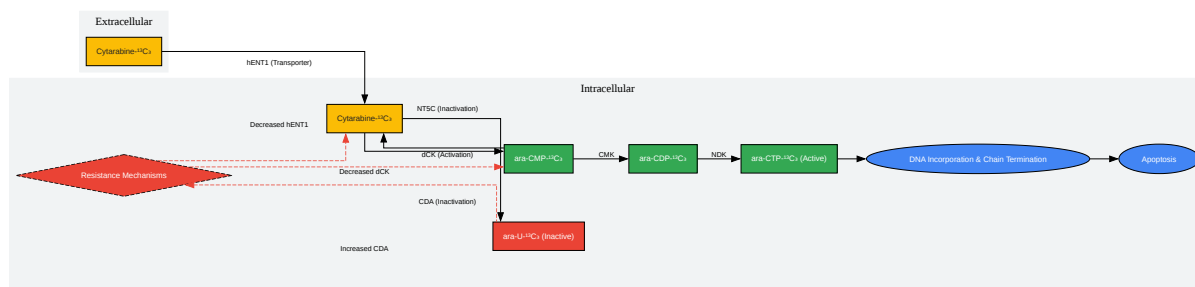 Extracellular
Cytarabine-¹³C₃
hENT1 (Transporter)
Intracellular
NT5C (Inactivation)
Cytarabine-¹³C₃
Decreased hENT1
dCK (Activation)
ara-CMP-¹³C₃
CMK
ara-CDP-¹³C₃
NDK
ara-CTP-¹³C₃ (Active)
DNA Incorporation & Chain Termination
Apoptosis
Resistance Mechanisms
Decreased dCK
CDA (Inactivation)
ara-U-¹³C₃ (Inactive)
Increased CDA